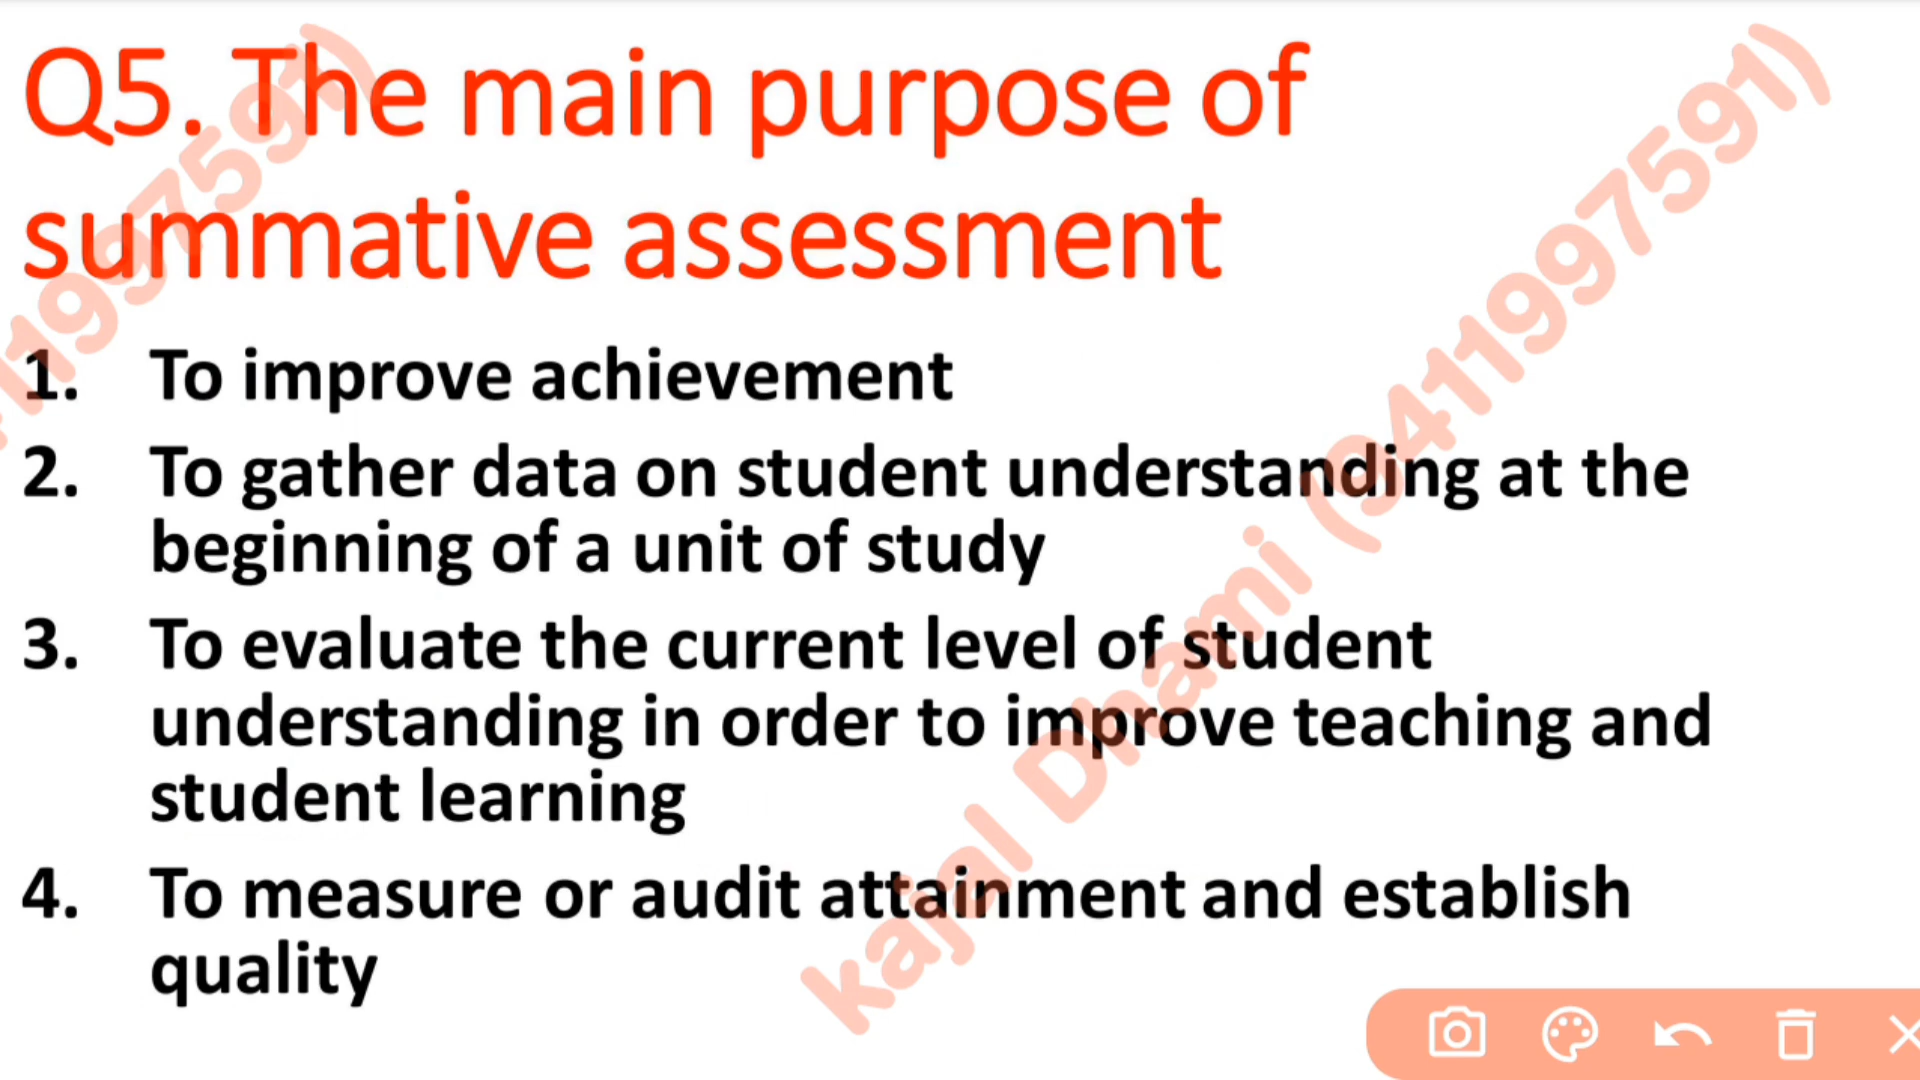 Q5. The main purpose of
summative assessment
1. To improve achievement
2. To gather data on student understanding at the
beginning of a unit of study
3. To evaluate the current level of student
understanding in order to improve teaching and
student learning
4. To measure or audit attainment and establish
quality
kajal Dhami (9411997591)
11997591)